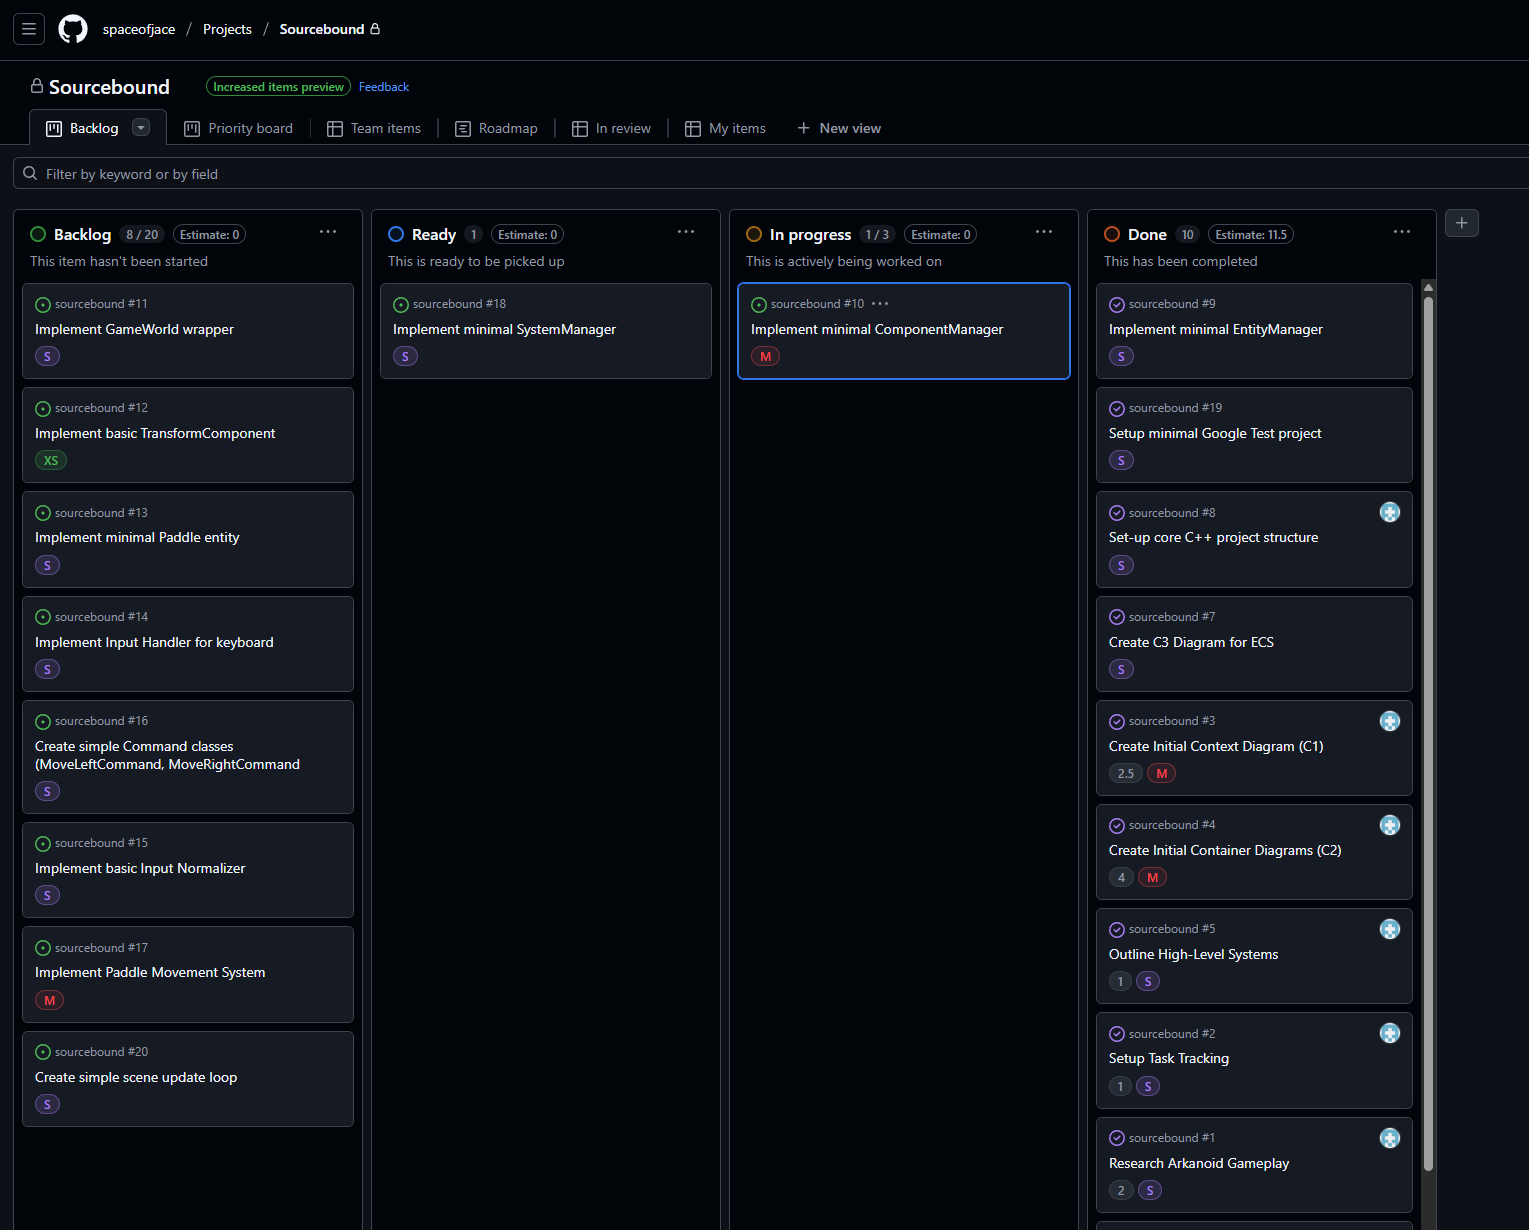 spaceofjace / Projects / Sourcebound
Sourcebound Increased items preview Feedback
Backlog Priority board Team items Roadmap In review My items + New view
Filter by keyword or by field
Backlog 8 / 20 Estimate: 0 ...
This item hasn't been started
sourcebound #11
Implement GameWorld wrapper
S
sourcebound #12
Implement basic TransformComponent
XS
sourcebound #13
Implement minimal Paddle entity
S
sourcebound #14
Implement Input Handler for keyboard
S
sourcebound #16
Create simple Command classes
(MoveLeftCommand, MoveRightCommand
S
sourcebound #15
Implement basic Input Normalizer
S
sourcebound #17
Implement Paddle Movement System
M
sourcebound #20
Create simple scene update loop
S
Ready 1 Estimate: 0 ...
This is ready to be picked up
sourcebound #18
Implement minimal SystemManager
S
In progress 1 / 3 Estimate: 0 ...
This is actively being worked on
sourcebound #10 ...
Implement minimal ComponentManager
M
Done 10 Estimate: 11.5 ...
This has been completed
sourcebound #9
Implement minimal EntityManager
S
sourcebound #19
Setup minimal Google Test project
S
sourcebound #8
Set-up core C++ project structure
S
sourcebound #7
Create C3 Diagram for ECS
S
sourcebound #3
Create Initial Context Diagram (C1)
2.5 M
sourcebound #4
Create Initial Container Diagrams (C2)
4 M
sourcebound #5
Outline High-Level Systems
1 S
sourcebound #2
Setup Task Tracking
1 S
sourcebound #1
Research Arkanoid Gameplay
2 S